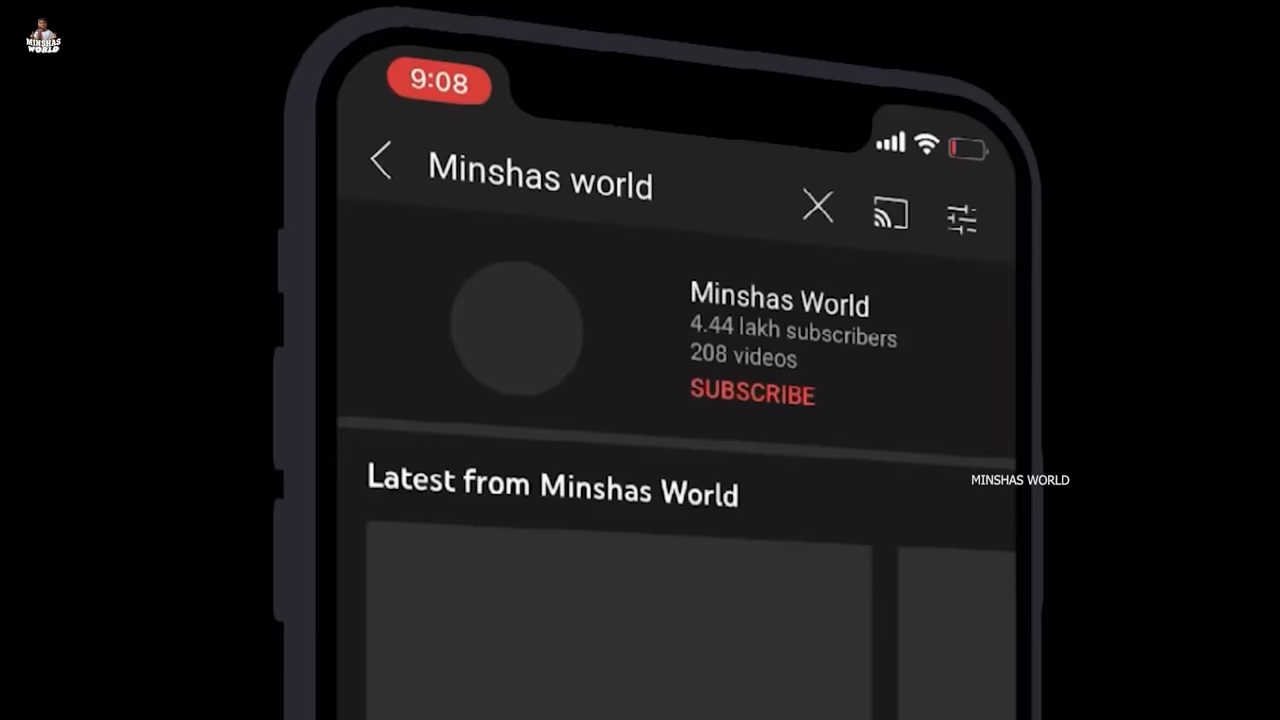 MINSHAS
WORLD
9:08
Minshas world
Minshas World
4.44 lakh subscribers
208 videos
SUBSCRIBE
Latest from Minshas World
MINSHAS WORLD